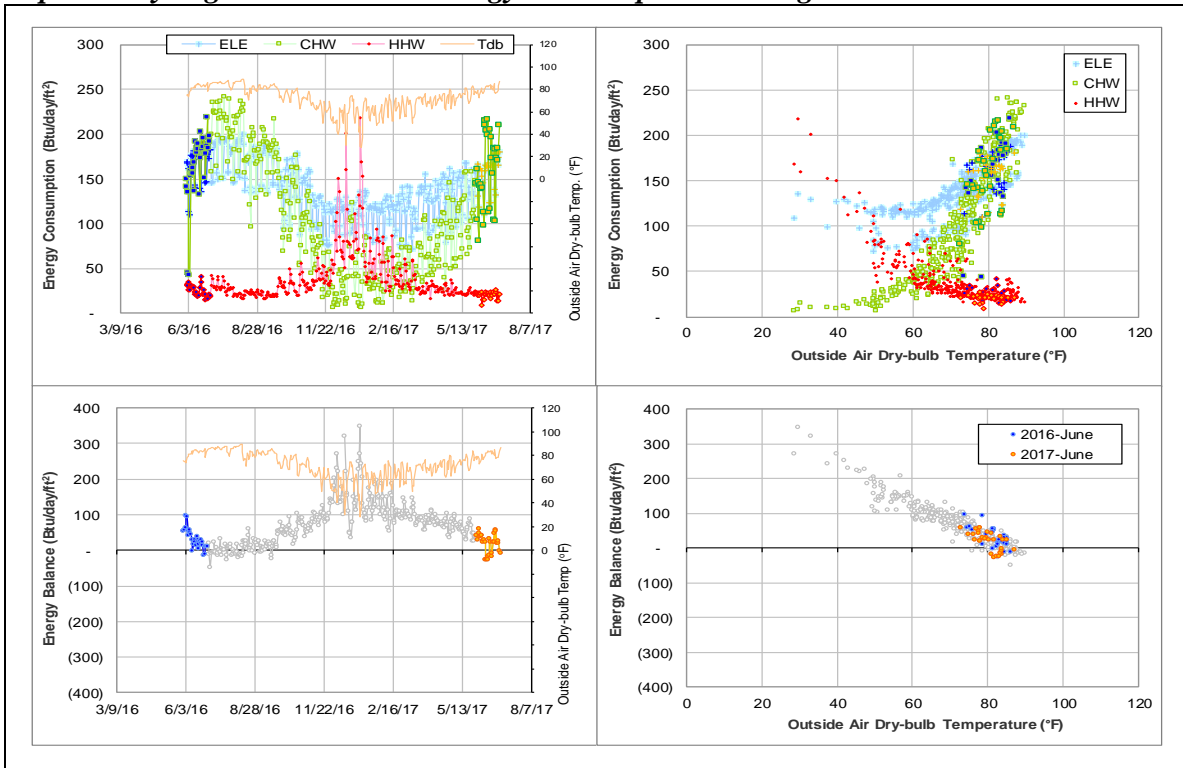 ELE CHW HHW Tdb
Energy Consumption (Btu/day/ft²)
300
250
200
150
100
50
-
120
100
80
60
40
20
0
Outside Air Dry-bulb Temp. (°F)
3/9/16 6/3/16 8/28/16 11/22/16 2/16/17 5/13/17 8/7/17
ELE
CHW
HHW
Energy Consumption (Btu/day/ft²)
300
250
200
150
100
50
-
0 20 40 60 80 100 120
Outside Air Dry-bulb Temperature (°F)
Energy Balance (Btu/day/ft²)
400
300
200
100
-
(100)
(200)
(300)
(400)
120
100
80
60
40
20
0
Outside Air Dry-bulb Temp (°F)
3/9/16 6/3/16 8/28/16 11/22/16 2/16/17 5/13/17 8/7/17
2016-June
2017-June
Energy Balance (Btu/day/ft²)
400
300
200
100
-
(100)
(200)
(300)
(400)
0 20 40 60 80 100 120
Outside Air Dry-bulb Temperature (°F)